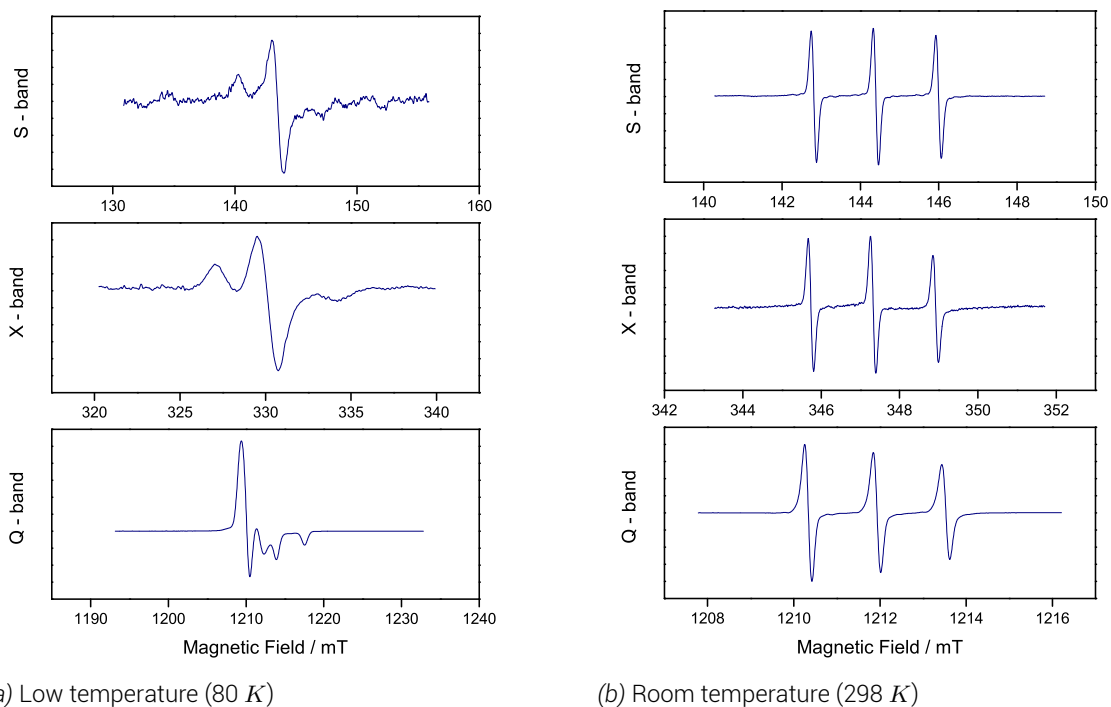 S - band
130 140 150 160
X - band
320 325 330 335 340
Q - band
1190 1200 1210 1220 1230 1240
Magnetic Field / mT
S - band
140 142 144 146 148 150
X - band
342 344 346 348 350 352
Q - band
1208 1210 1212 1214 1216
Magnetic Field / mT
) Low temperature (80 K)
(b) Room temperature (298 K)